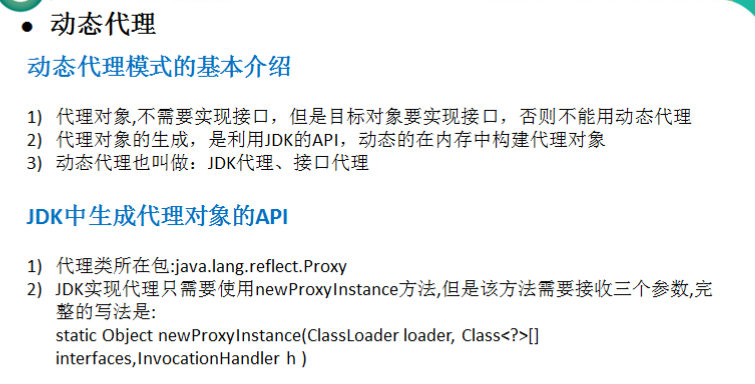 • 动态代理
动态代理模式的基本介绍
1) 代理对象,不需要实现接口，但是目标对象要实现接口，否则不能用动态代理
2) 代理对象的生成，是利用JDK的API，动态的在内存中构建代理对象
3) 动态代理也叫做：JDK代理、接口代理
JDK中生成代理对象的API
1) 代理类所在包:java.lang.reflect.Proxy
2) JDK实现代理只需要使用newProxyInstance方法,但是该方法需要接收三个参数,完
整的写法是:
static Object newProxyInstance(ClassLoader loader, Class<?>[]
interfaces,InvocationHandler h )